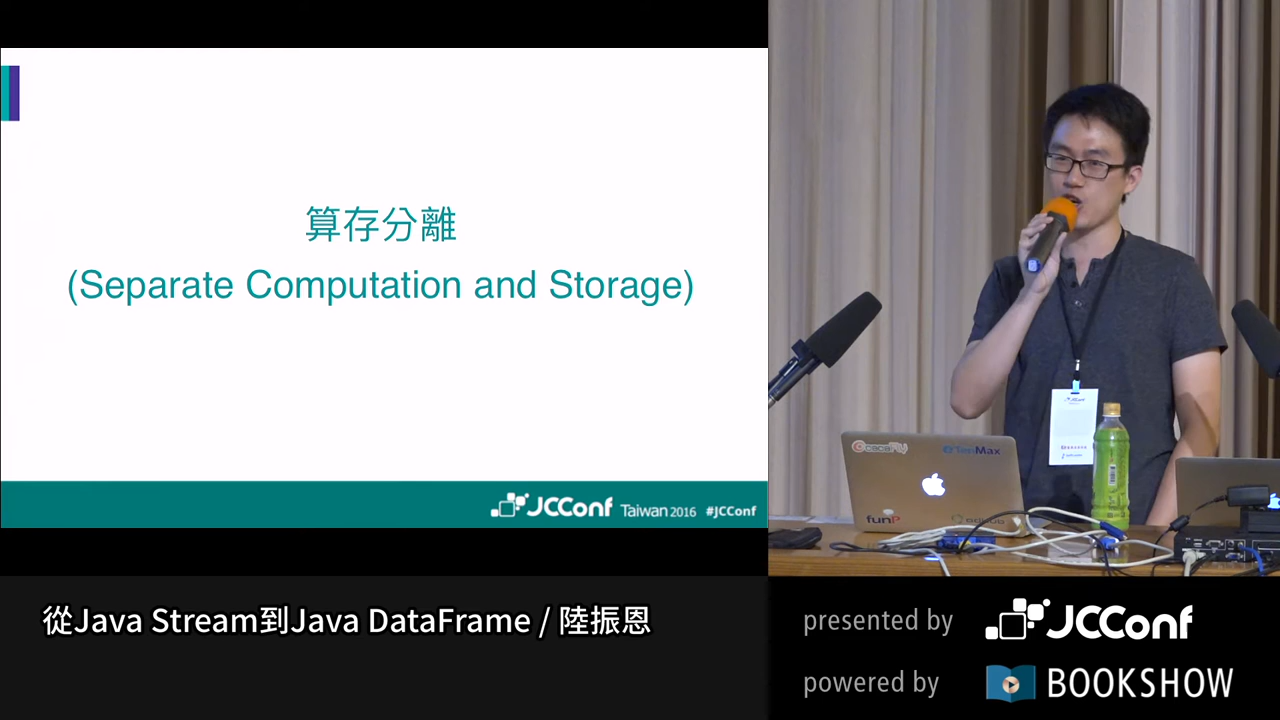 算存分離
(Separate Computation and Storage)
JCConf Taiwan 2016 #JCConf
從Java Stream到Java DataFrame / 陸振恩
presented by JCConf
powered by BOOKSHOW
funP